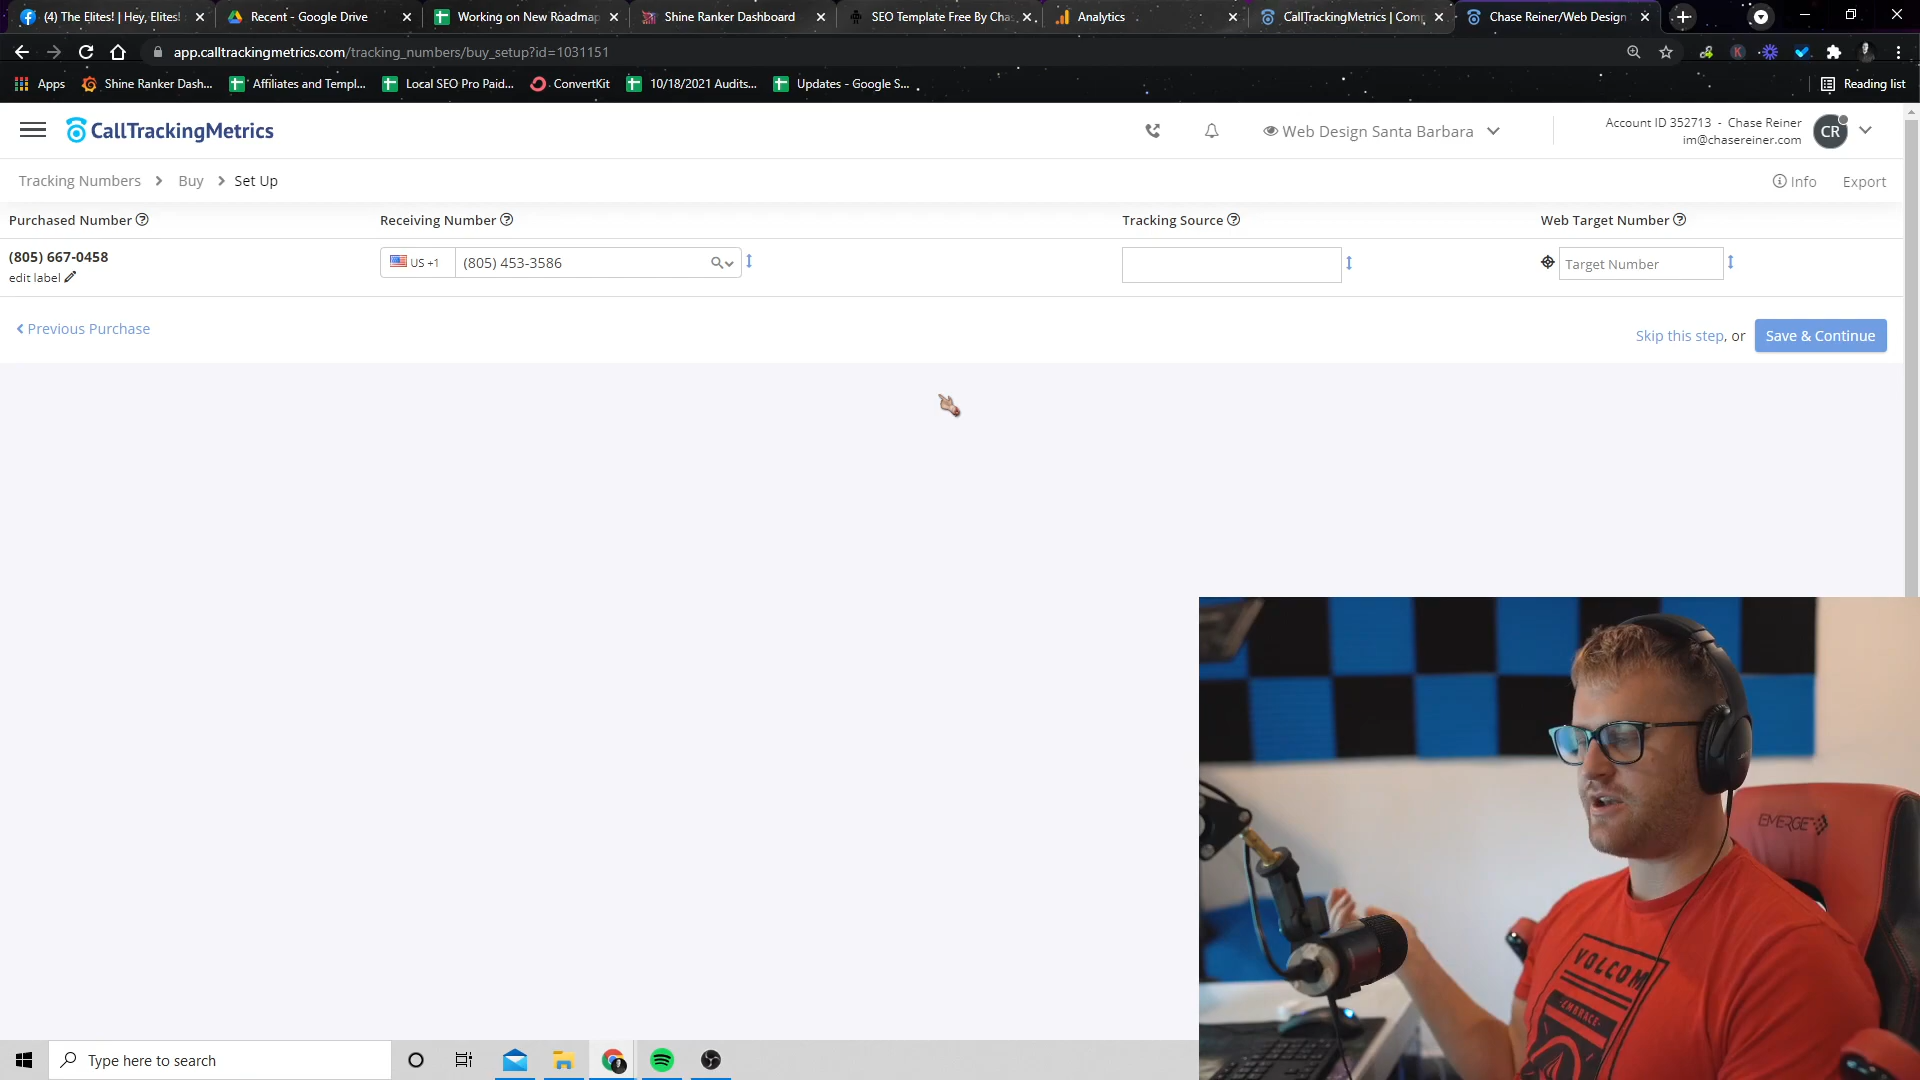 (4) The Elites! | Hey, Elites!
Recent - Google Drive
Working on New Roadmap
Shine Ranker Dashboard
SEO Template Free By Cha
Analytics
CallTrackingMetrics | Comp
Chase Reiner/Web Design
app.calltrackingmetrics.com/tracking_numbers/buy_setup?id=1031151
Apps
Shine Ranker Dash...
Affiliates and Templ...
Local SEO Pro Paid...
ConvertKit
10/18/2021 Audits...
Updates - Google S...
Reading list
CallTrackingMetrics
Web Design Santa Barbara
Account ID 352713 - Chase Reiner
im@chasereiner.com
CR
Tracking Numbers > Buy > Set Up
Info
Export
Purchased Number
Receiving Number
Tracking Source
Web Target Number
(805) 667-0458
edit label
US +1
(805) 453-3586
Target Number
Previous Purchase
Skip this step, or
Save & Continue
EMERGE
VOLCOM
-EMBRACE-
Type here to search